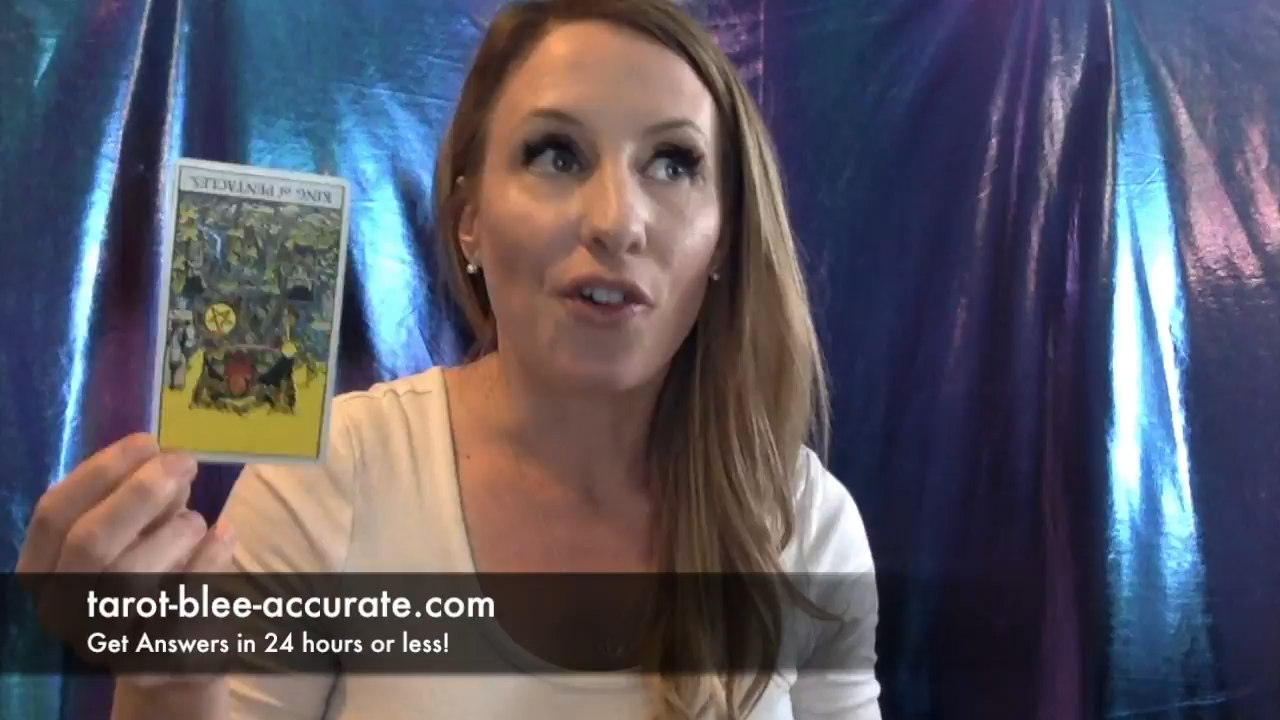 KING of PENTACLES.
tarot-blee-accurate.com
Get Answers in 24 hours or less!